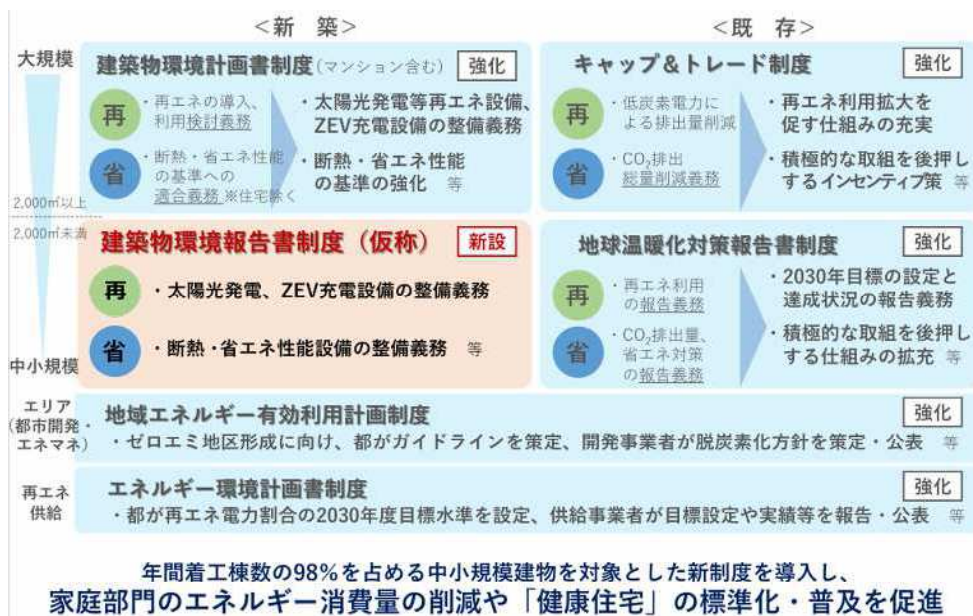 ＜新 築＞
＜既 存＞
大規模
建築物環境計画書制度(マンション含む)
強化
再
・再エネの導入、
利用検討義務
・太陽光発電等再エネ設備、
ZEV充電設備の整備義務
省
・断熱・省エネ性能
の基準への
適合義務 ※住宅除く
・断熱・省エネ性能
の基準の強化 等
キャップ＆トレード制度
強化
再
・低炭素電力に
よる排出量削減
・再エネ利用拡大を
促す仕組みの充実
省
・CO₂排出
総量削減義務
・積極的な取組を後押し
するインセンティブ策 等
2,000㎡以上
2,000㎡未満
建築物環境報告書制度（仮称）
新設
再
・太陽光発電、ZEV充電設備の整備義務
省
・断熱・省エネ性能設備の整備義務 等
地球温暖化対策報告書制度
強化
再
・再エネ利用
の報告義務
・2030年目標の設定と
達成状況の報告義務
省
・CO₂排出量、
省エネ対策
の報告義務
・積極的な取組を後押し
する仕組みの拡充 等
中小規模
エリア
(都市開発・
エネマネ)
地域エネルギー有効利用計画制度
強化
・ゼロエミ地区形成に向け、都がガイドラインを策定、開発事業者が脱炭素化方針を策定・公表 等
再エネ
供給
エネルギー環境計画書制度
強化
・都が再エネ電力割合の2030年度目標水準を設定、供給事業者が目標設定や実績等を報告・公表 等
年間着工棟数の98%を占める中小規模建物を対象とした新制度を導入し、
家庭部門のエネルギー消費量の削減や「健康住宅」の標準化・普及を促進